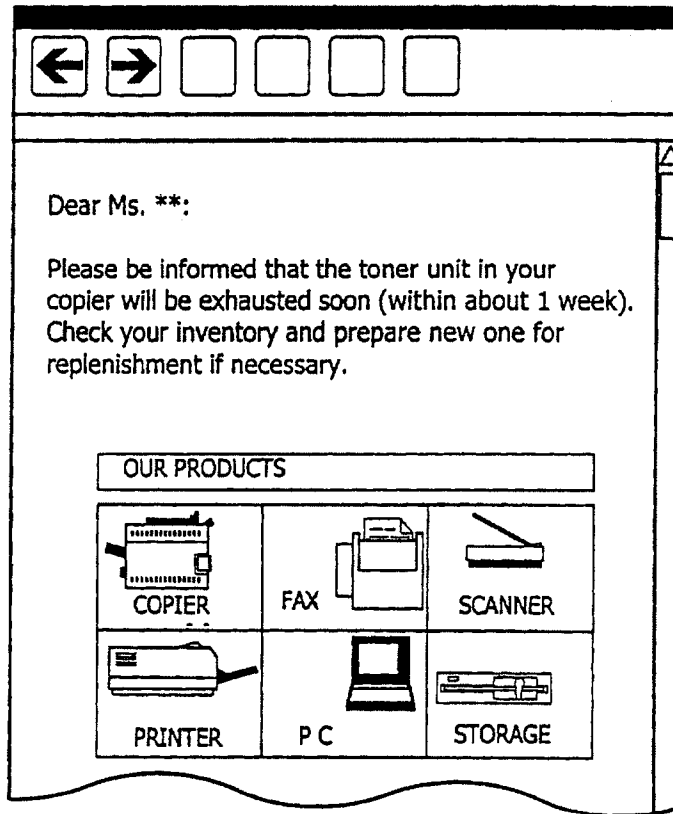 Dear Ms. **:
Please be informed that the toner unit in your
copier will be exhausted soon (within about 1 week).
Check your inventory and prepare new one for
replenishment if necessary.
OUR PRODUCTS
COPIER
FAX
SCANNER
PRINTER
P C
STORAGE